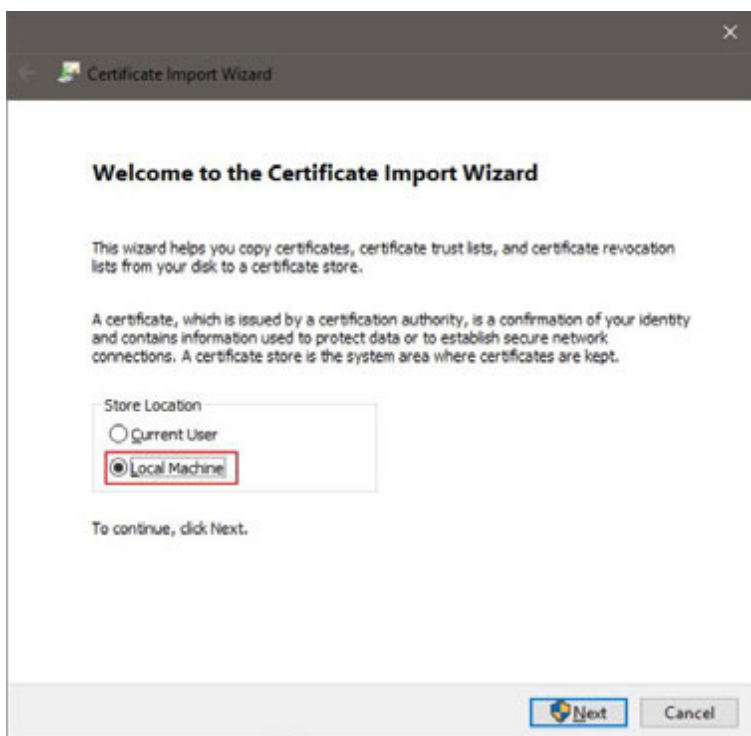 Certificate Import Wizard
Welcome to the Certificate Import Wizard
This wizard helps you copy certificates, certificate trust lists, and certificate revocation
lists from your disk to a certificate store.
A certificate, which is issued by a certification authority, is a confirmation of your identity
and contains information used to protect data or to establish secure network
connections. A certificate store is the system area where certificates are kept.
Store Location
Current User
Local Machine
To continue, click Next.
Next Cancel